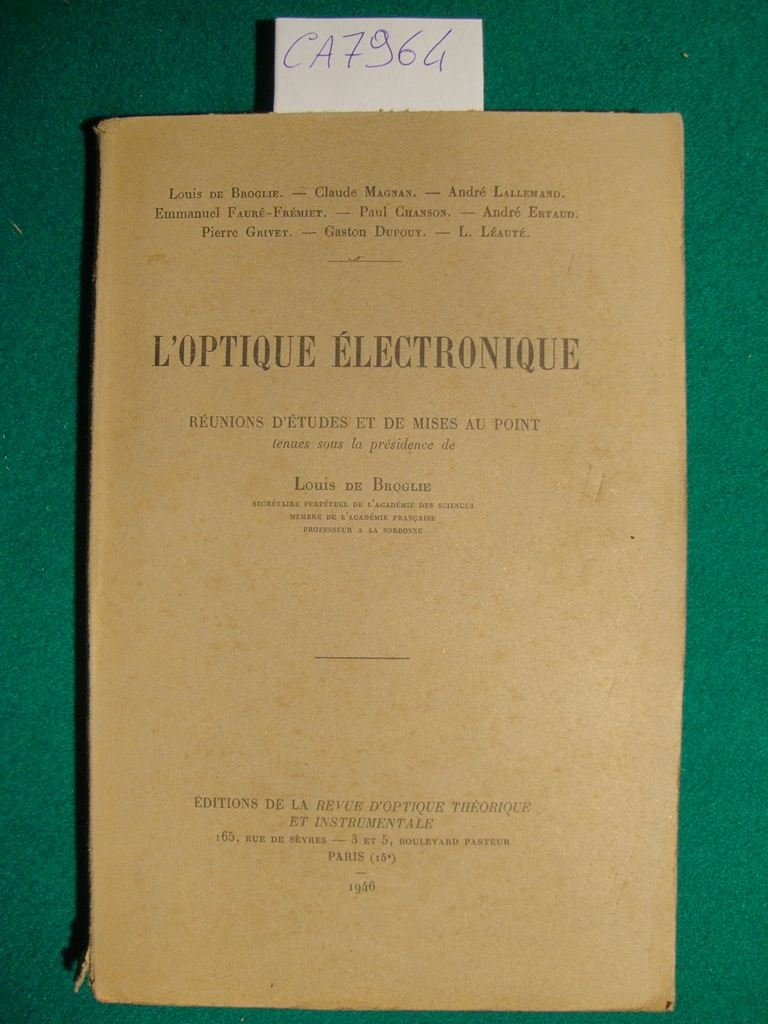 CA7964
Louis de Broglie. — Claude Magnan. — André Lallemand.
Emmanuel Fauré-Frémiet. — Paul Chanson. — André Ertaud.
Pierre Grivet. — Gaston Dupouy. — L. Léauté.
L'OPTIQUE ÉLECTRONIQUE
RÉUNIONS D'ÉTUDES ET DE MISES AU POINT
tenues sous la présidence de
Louis de Broglie
SECRÉTAIRE PERPÉTUEL DE L'ACADÉMIE DES SCIENCES
MEMBRE DE L'ACADÉMIE FRANÇAISE
PROFESSEUR A LA SORBONNE
ÉDITIONS DE LA REVUE D'OPTIQUE THÉORIQUE
ET INSTRUMENTALE
165, RUE DE SÈVRES — 3 ET 5, BOULEVARD PASTEUR
PARIS (15e)
1946